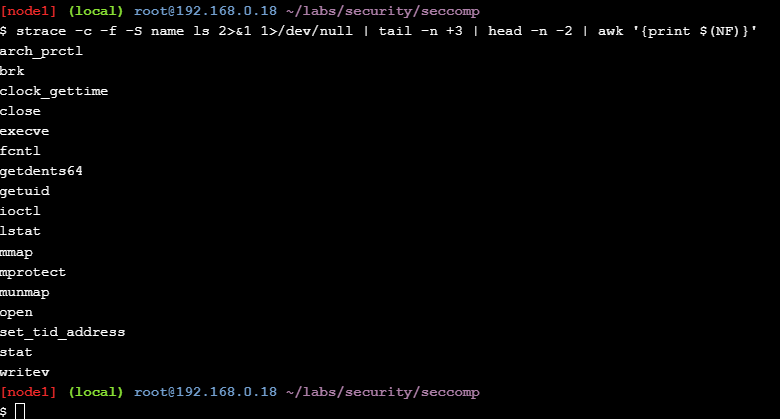 [node1] (local) root@192.168.0.18 ~/labs/security/seccomp
$ strace -c -f -S name ls 2>&1 1>/dev/null | tail -n +3 | head -n -2 | awk '{print $(NF)}'
arch_prctl
brk
clock_gettime
close
execve
fcntl
getdents64
getuid
ioctl
lstat
mmap
mprotect
munmap
open
set_tid_address
stat
writev
[node1] (local) root@192.168.0.18 ~/labs/security/seccomp
$